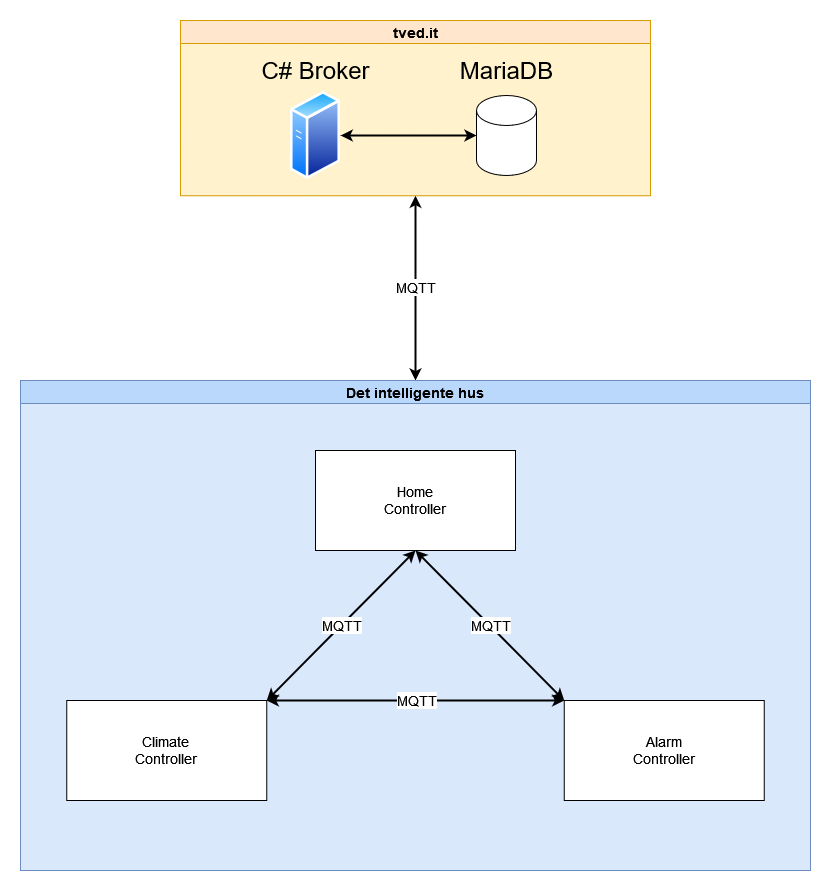 tved.it
C# Broker
MariaDB
MQTT
Det intelligente hus
Home
Controller
MQTT
MQTT
MQTT
Climate
Controller
Alarm
Controller